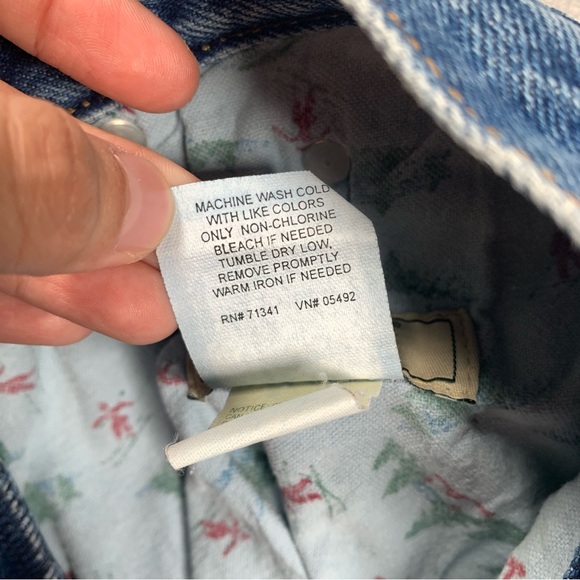 MACHINE WASH COLD
WITH LIKE COLORS
ONLY NON-CHLORINE
BLEACH IF NEEDED
TUMBLE DRY LOW,
REMOVE PROMPTLY
WARM IRON IF NEEDED
RN# 71341 VN# 05492
NOTICE